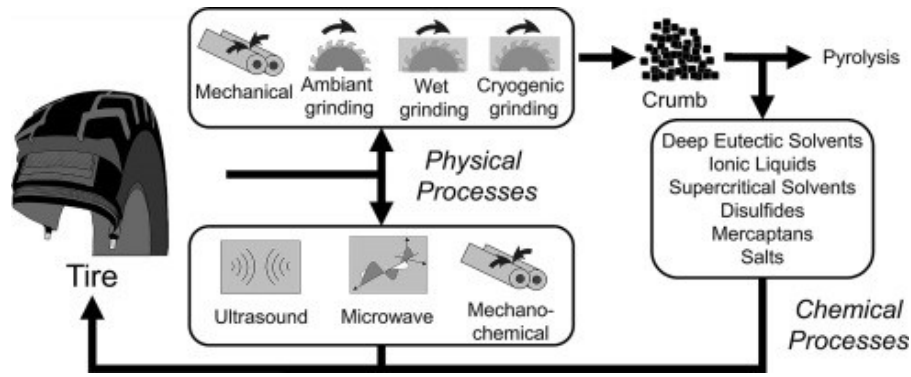 Mechanical
Ambiant
grinding
Wet
grinding
Cryogenic
grinding
Crumb
Pyrolysis
Physical
Processes
Deep Eutectic Solvents
Ionic Liquids
Supercritical Solvents
Disulfides
Mercaptans
Salts
Tire
Ultrasound
Microwave
Mechano-
chemical
Chemical
Processes